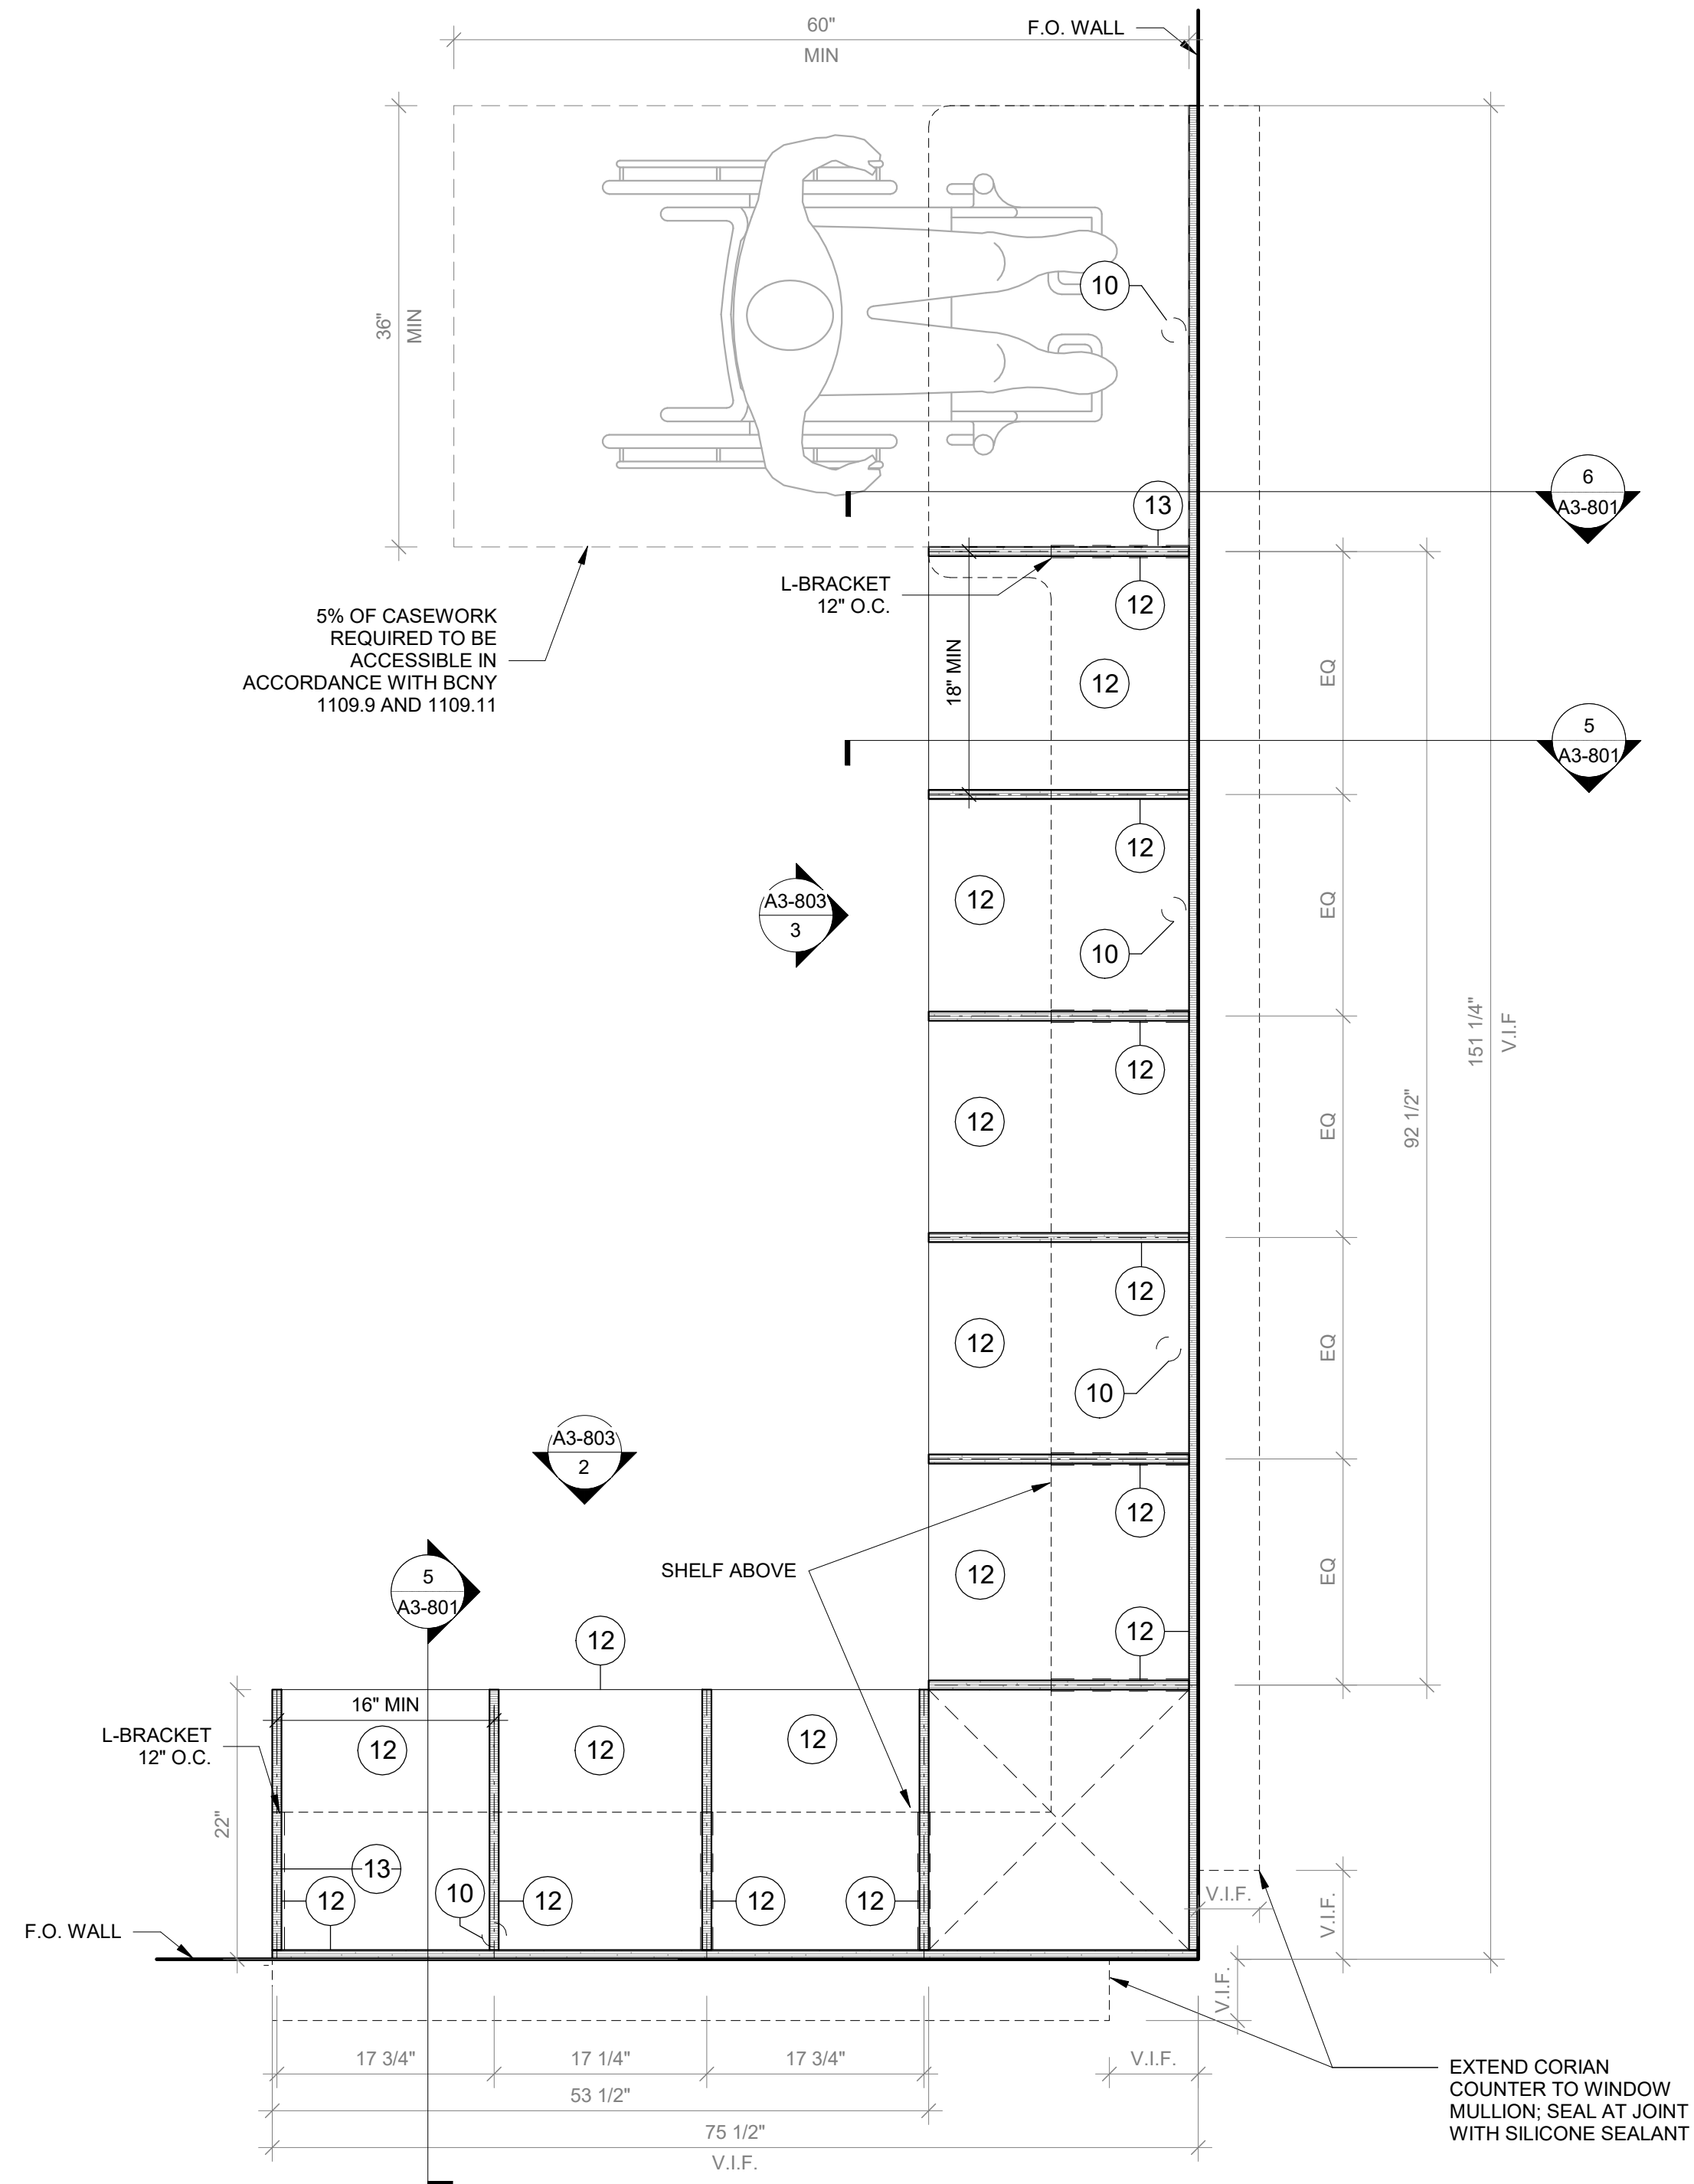 60"
MIN
F.O. WALL
36"
MIN
10
6
A3-801
13
L-BRACKET
12" O.C.
12
5% OF CASEWORK
REQUIRED TO BE
ACCESSIBLE IN
ACCORDANCE WITH BCNY
1109.9 AND 1109.11
18" MIN
12
EQ
5
A3-801
12
A3-803
3
12
EQ
10
151 1/4"
V.I.F
12
12
EQ
92 1/2"
12
12
EQ
10
A3-803
2
12
SHELF ABOVE
5
A3-801
12
EQ
12
12
16" MIN
L-BRACKET
12" O.C.
12
12
12
22"
13
12
10
12
12
12
F.O. WALL
V.I.F.
V.I.F.
V.I.F.
17 3/4"
17 1/4"
17 3/4"
V.I.F.
53 1/2"
75 1/2"
V.I.F.
EXTEND CORIAN
COUNTER TO WINDOW
MULLION; SEAL AT JOINT
WITH SILICONE SEALANT